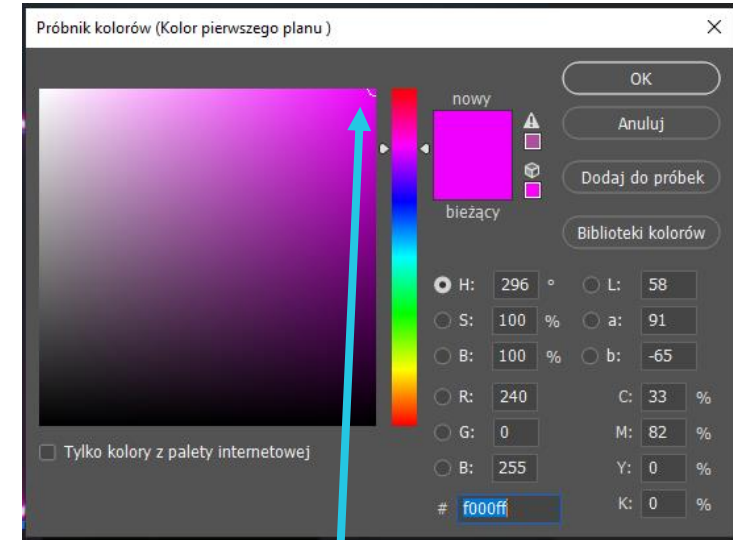 Próbnik kolorów (Kolor pierwszego planu )
nowy
bieżący
OK
Anuluj
Dodaj do próbek
Biblioteki kolorów
H: 296 °
S: 100 %
B: 100 %
R: 240
G: 0
B: 255
# f000ff
L: 58
a: 91
b: -65
C: 33 %
M: 82 %
Y: 0 %
K: 0 %
Tylko kolory z palety internetowej